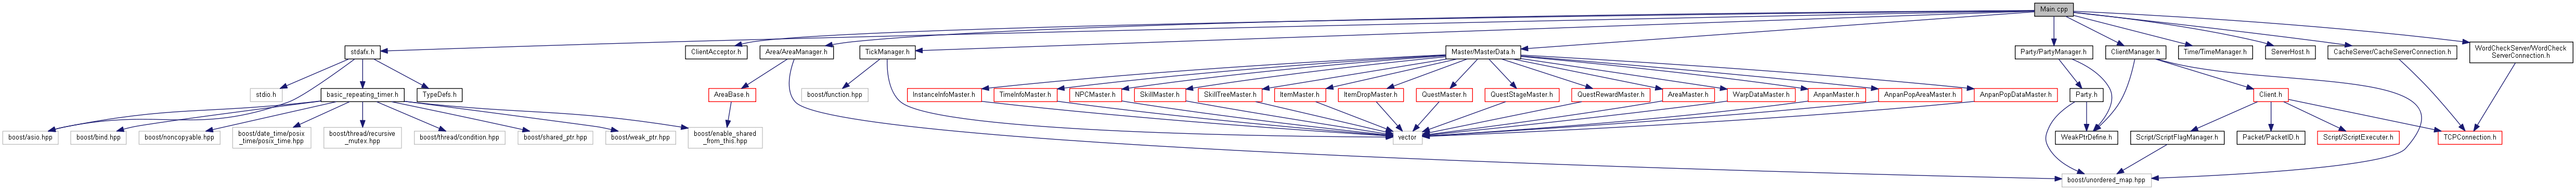 Main.cpp
stdafx.h
ClientAcceptor.h
Area/AreaManager.h
TickManager.h
Master/MasterData.h
Party/PartyManager.h
ClientManager.h
Time/TimeManager.h
ServerHost.h
CacheServer/CacheServerConnection.h
WordCheckServer/WordCheck
ServerConnection.h
stdio.h
basic_repeating_timer.h
TypeDefs.h
AreaBase.h
boost/function.hpp
InstanceInfoMaster.h
TimeInfoMaster.h
NPCMaster.h
SkillMaster.h
SkillTreeMaster.h
ItemMaster.h
ItemDropMaster.h
QuestMaster.h
QuestStageMaster.h
QuestRewardMaster.h
AreaMaster.h
WarpDataMaster.h
AnpanMaster.h
AnpanPopAreaMaster.h
AnpanPopDataMaster.h
Party.h
Client.h
boost/asio.hpp
boost/bind.hpp
boost/noncopyable.hpp
boost/date_time/posix
_time/posix_time.hpp
boost/thread/recursive
_mutex.hpp
boost/thread/condition.hpp
boost/shared_ptr.hpp
boost/weak_ptr.hpp
boost/enable_shared
_from_this.hpp
vector
WeakPtrDefine.h
Script/ScriptFlagManager.h
Packet/PacketID.h
Script/ScriptExecuter.h
TCPConnection.h
boost/unordered_map.hpp